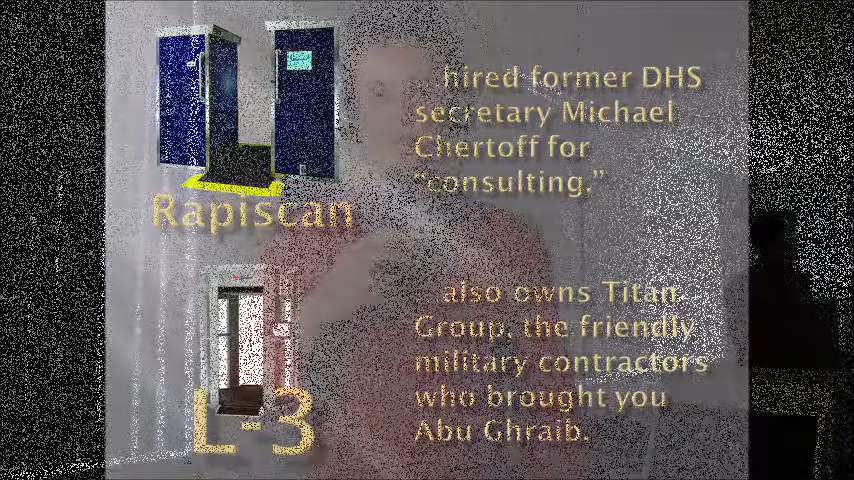 hired former DHS
secretary Michael
Chertoff for
“consulting.”
Rapiscan
also owns Titan
Group, the friendly
military contractors
who brought you
Abu Ghraib.
L-3